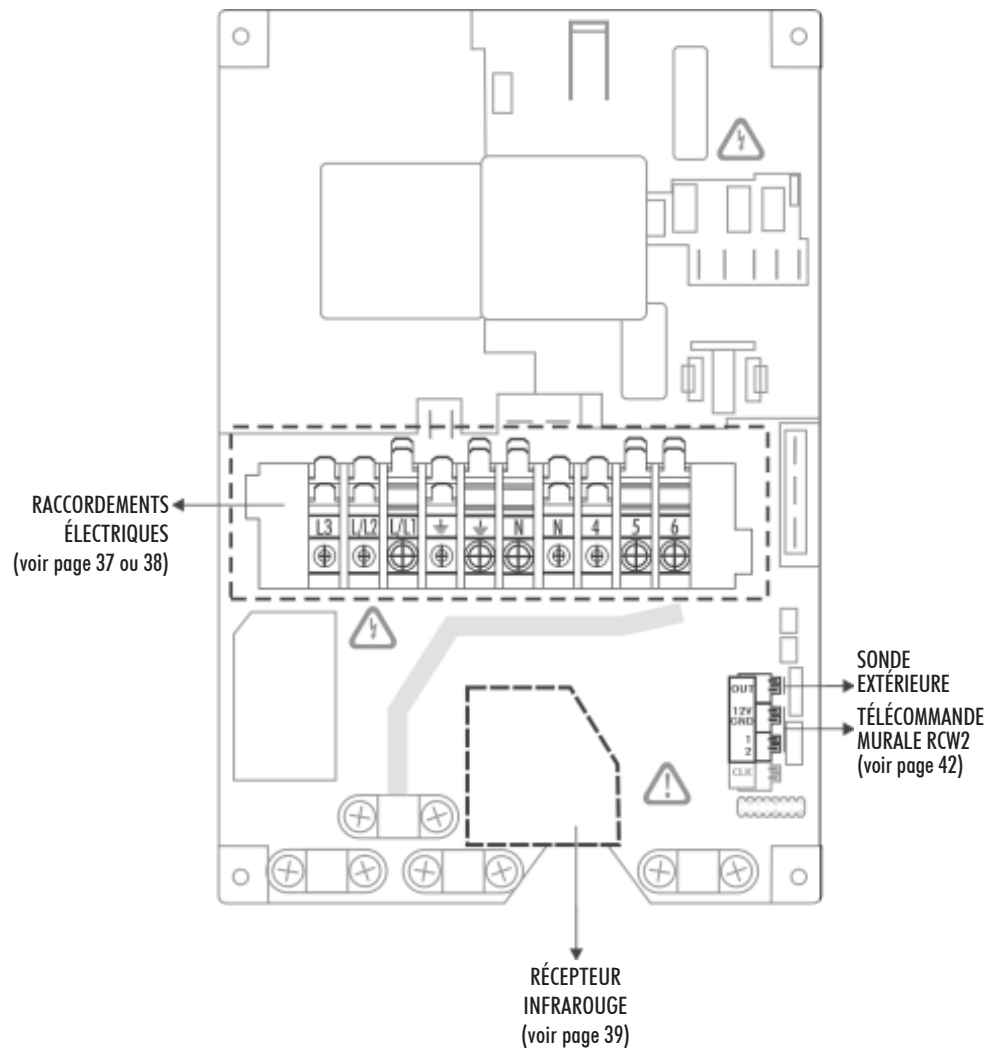 RACCORDEMENTS
ÉLECTRIQUES
(voir page 37 ou 38)
L3 L/L2 L/L1 N N 4 5 6
OUT
12V
GND
1
2
CLK
SONDE
EXTÉRIEURE
TÉLÉCOMMANDE
MURALE RCW2
(voir page 42)
RÉCEPTEUR
INFRAROUGE
(voir page 39)